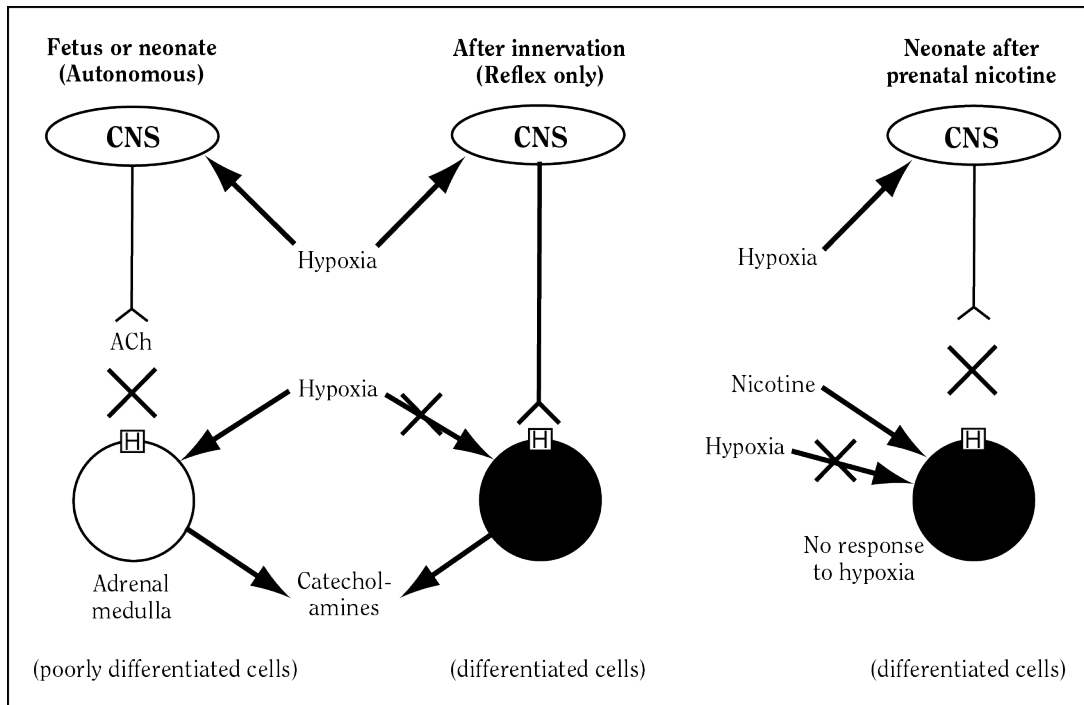 Fetus or neonate
(Autonomous)
After innervation
(Reflex only)
Neonate after
prenatal nicotine
CNS
CNS
CNS
Hypoxia
Hypoxia
ACh
Hypoxia
Nicotine
Hypoxia
H
H
H
No response
to hypoxia
Adrenal
medulla
Catechol-
amines
(poorly differentiated cells)
(differentiated cells)
(differentiated cells)